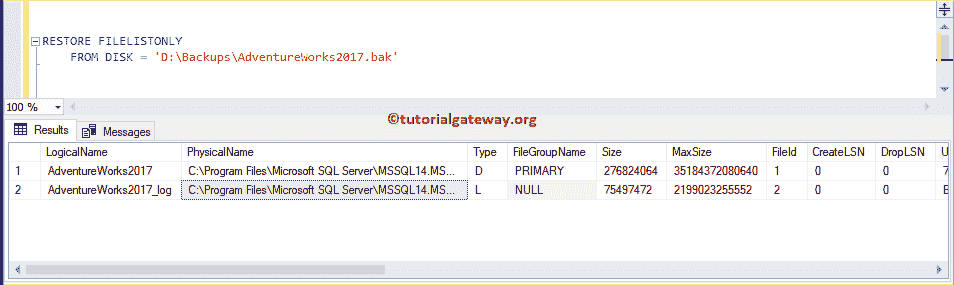 RESTORE FILELISTONLY
FROM DISK = 'D:\Backups\AdventureWorks2017.bak'
100 %
©tutorialgateway.org
Results Messages
LogicalName PhysicalName Type FileGroupName Size MaxSize FileId CreateLSN DropLSN U
1 AdventureWorks2017 C:\Program Files\Microsoft SQL Server\MSSQL14.MS... D PRIMARY 276824064 35184372080640 1 0 0 7
2 AdventureWorks2017_log C:\Program Files\Microsoft SQL Server\MSSQL14.MS... L NULL 75497472 2199023255552 2 0 0